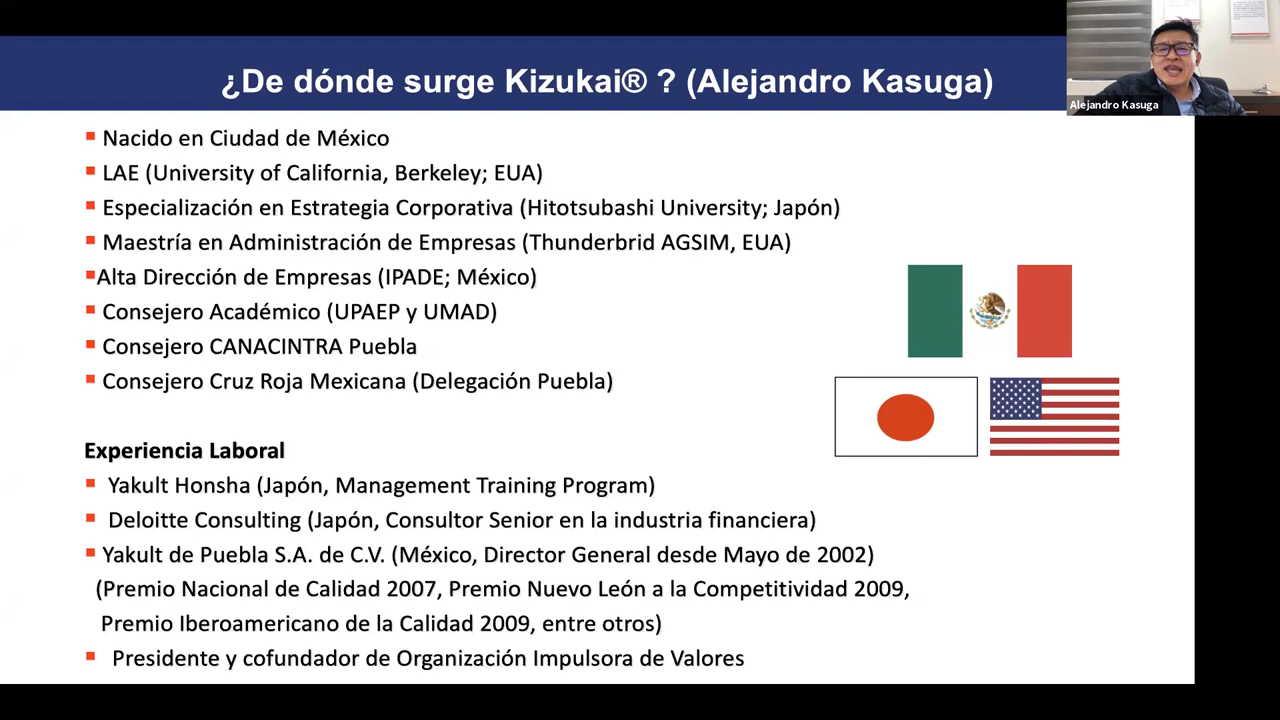 ¿De dónde surge Kizukai® ? (Alejandro Kasuga)
Alejandro Kasuga
Nacido en Ciudad de México
LAE (University of California, Berkeley; EUA)
Especialización en Estrategia Corporativa (Hitotsubashi University; Japón)
Maestría en Administración de Empresas (Thunderbrid AGSIM, EUA)
Alta Dirección de Empresas (IPADE; México)
Consejero Académico (UPAEP y UMAD)
Consejero CANACINTRA Puebla
Consejero Cruz Roja Mexicana (Delegación Puebla)
Experiencia Laboral
Yakult Honsha (Japón, Management Training Program)
Deloitte Consulting (Japón, Consultor Senior en la industria financiera)
Yakult de Puebla S.A. de C.V. (México, Director General desde Mayo de 2002)
(Premio Nacional de Calidad 2007, Premio Nuevo León a la Competitividad 2009,
Premio Iberoamericano de la Calidad 2009, entre otros)
Presidente y cofundador de Organización Impulsora de Valores